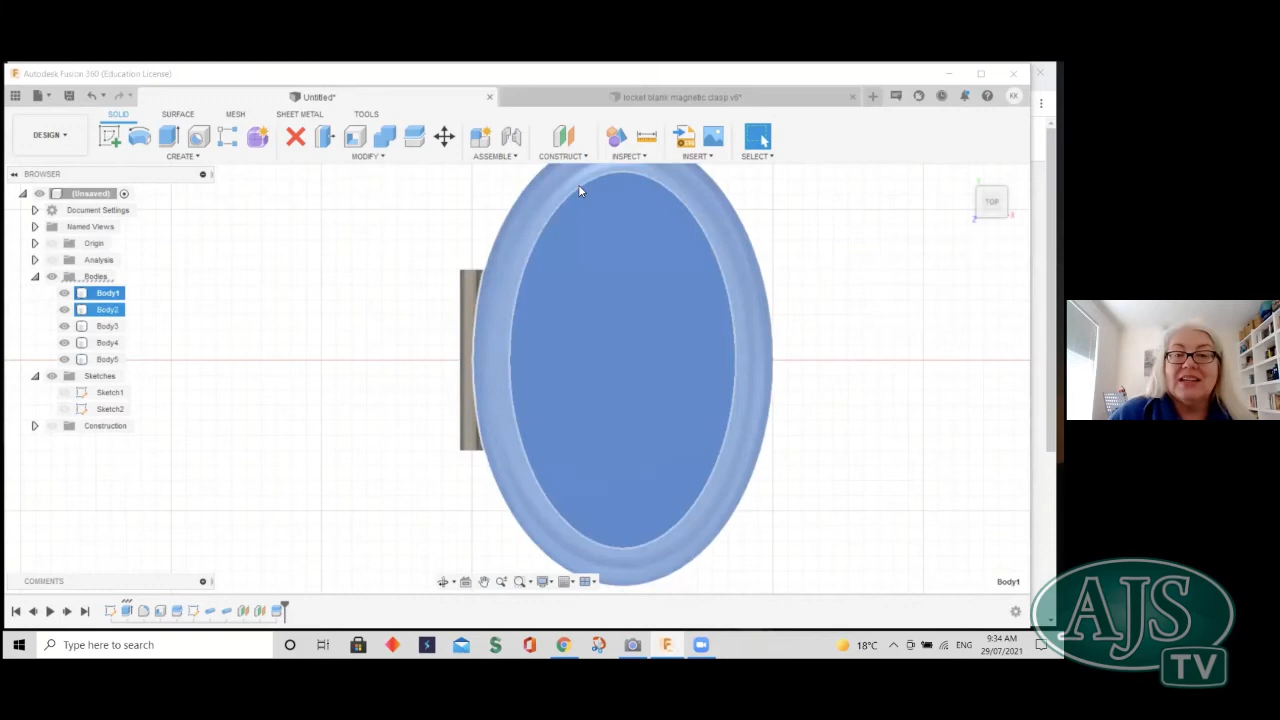 Autodesk Fusion 360 (Education License)
Untitled*
locket blank magnetic clasp v6*
KK
DESIGN
SOLID
SURFACE
MESH
SHEET METAL
TOOLS
CREATE
MODIFY
ASSEMBLE
CONSTRUCT
INSPECT
INSERT
SELECT
BROWSER
(Unsaved)
Document Settings
Named Views
Origin
Analysis
Bodies
Body1
Body2
Body3
Body4
Body5
Sketches
Sketch1
Sketch2
Construction
TOP
X
Z
COMMENTS
Body1
Type here to search
18°C
ENG
9:34 AM
29/07/2021
AJS
TV